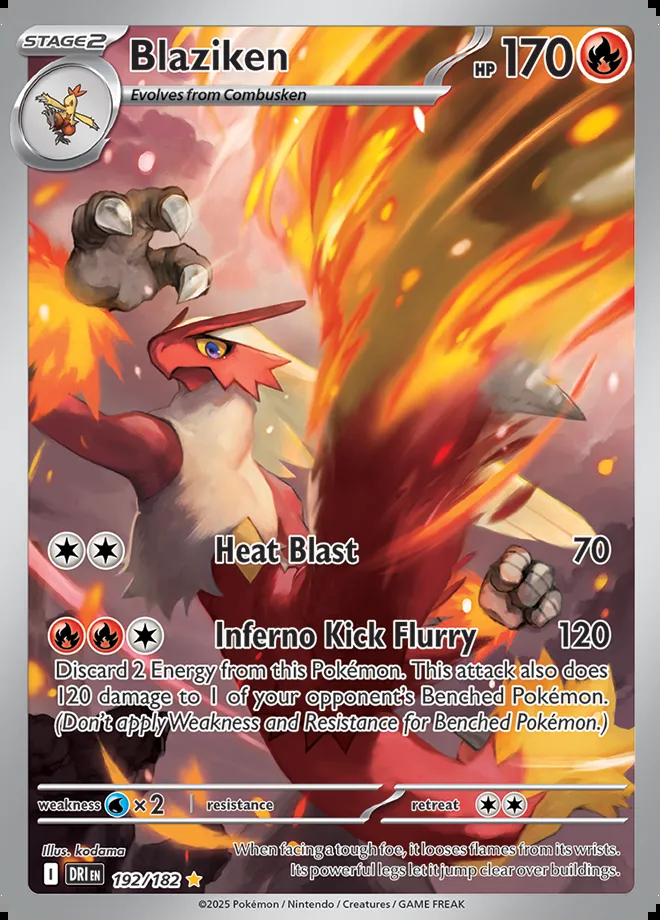 STAGE2 Blaziken HP 170
Evolves from Combusken
Heat Blast 70
Inferno Kick Flurry 120
Discard 2 Energy from this Pokémon. This attack also does
120 damage to 1 of your opponent's Benched Pokémon.
(Don't apply Weakness and Resistance for Benched Pokémon.)
weakness ×2 resistance retreat
Illus. kodama
When facing a tough foe, it looses flames from its wrists.
Its powerful legs let it jump clear over buildings.
I DRI EN 192/182
©2025 Pokémon / Nintendo / Creatures / GAME FREAK